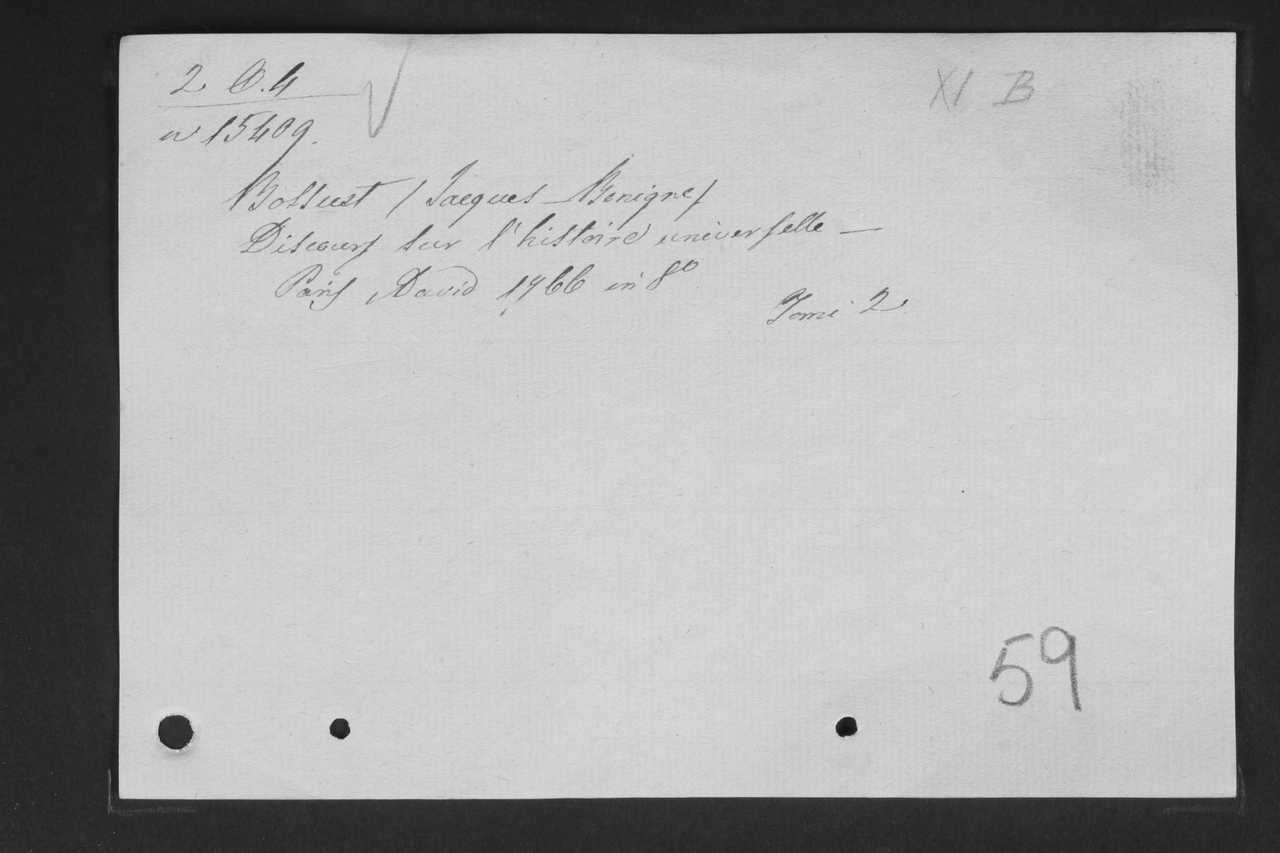 2 O.4
XI B
n 15409.
Bossuet / Jacques-Benigne/
Discours sur l'histoire universelle —
Paris, David 1766 in 8º
Tome 2
59